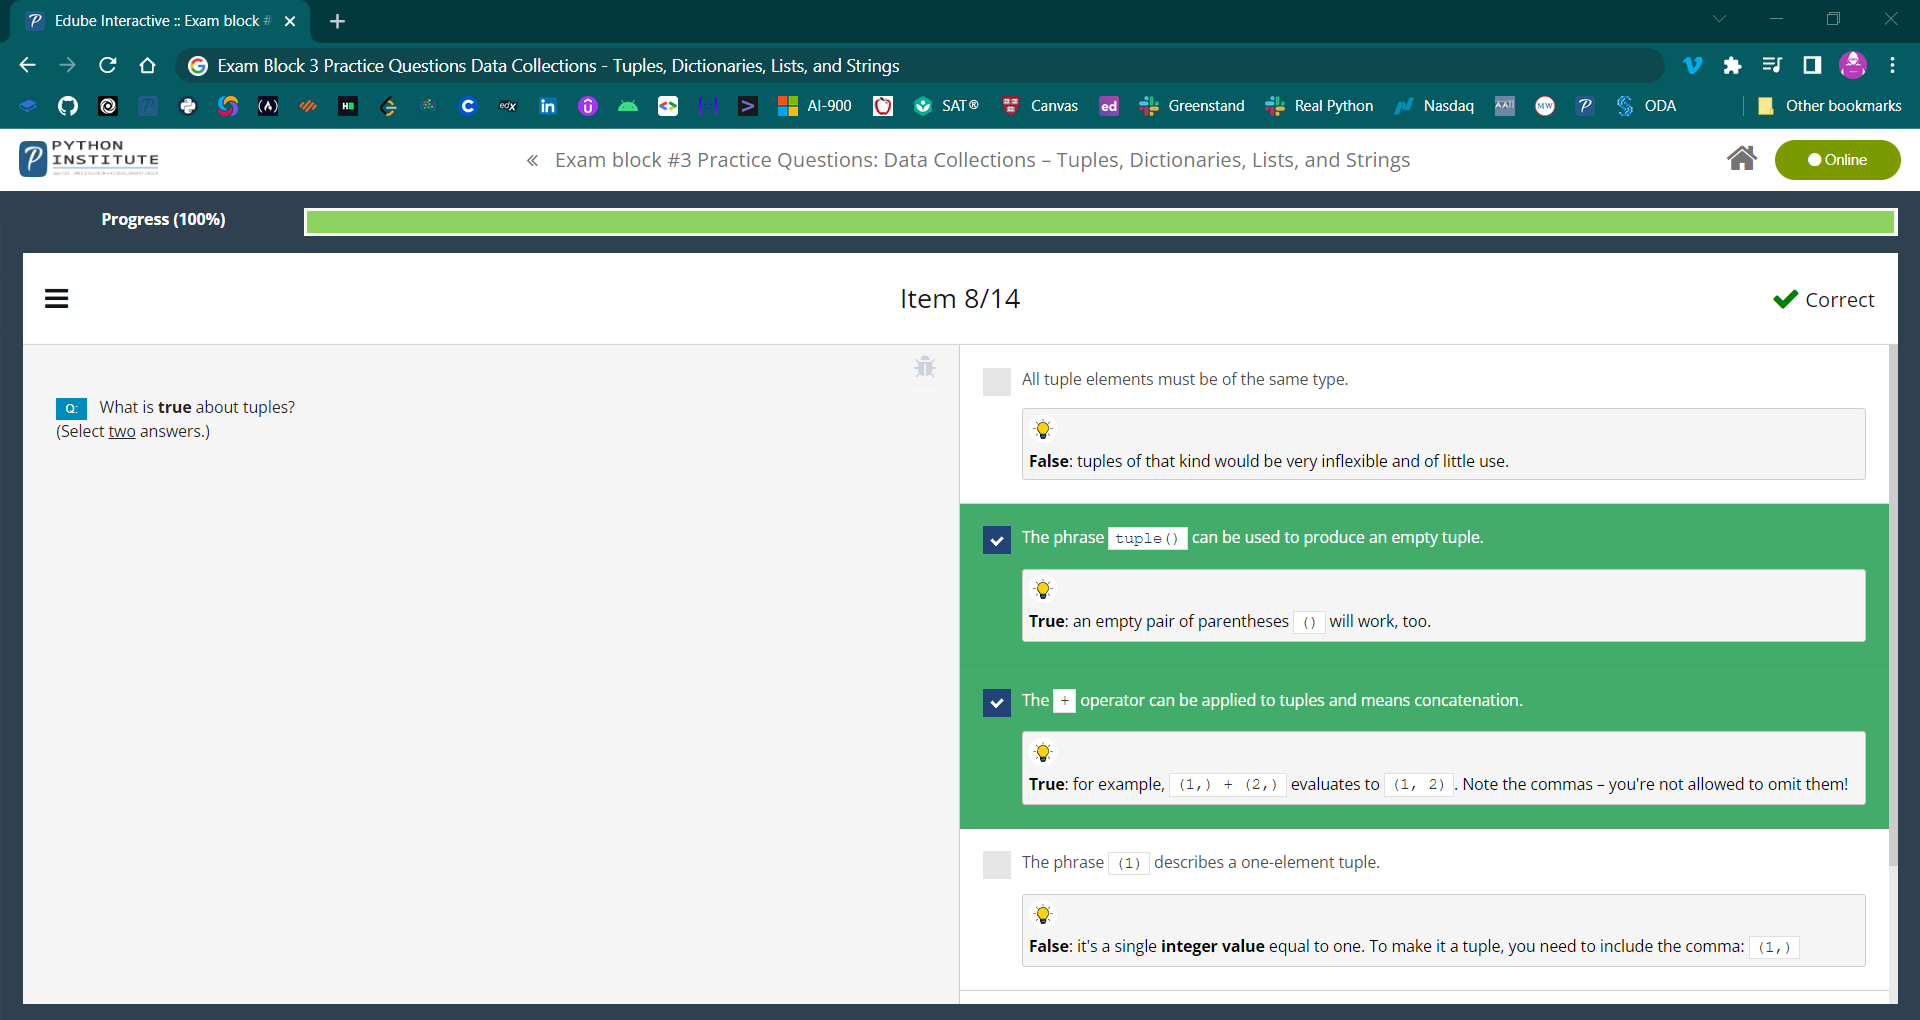 Edube Interactive :: Exam block #
Exam Block 3 Practice Questions Data Collections - Tuples, Dictionaries, Lists, and Strings
AI-900
SAT®
Canvas
ed
Greenstand
Real Python
Nasdaq
ODA
Other bookmarks
PYTHON
INSTITUTE
« Exam block #3 Practice Questions: Data Collections – Tuples, Dictionaries, Lists, and Strings
Online
Progress (100%)
Item 8/14
Correct
Q: What is true about tuples?
(Select two answers.)
All tuple elements must be of the same type.
False: tuples of that kind would be very inflexible and of little use.
The phrase tuple() can be used to produce an empty tuple.
True: an empty pair of parentheses () will work, too.
The + operator can be applied to tuples and means concatenation.
True: for example, (1,) + (2,) evaluates to (1, 2). Note the commas – you're not allowed to omit them!
The phrase (1) describes a one-element tuple.
False: it's a single integer value equal to one. To make it a tuple, you need to include the comma: (1,)